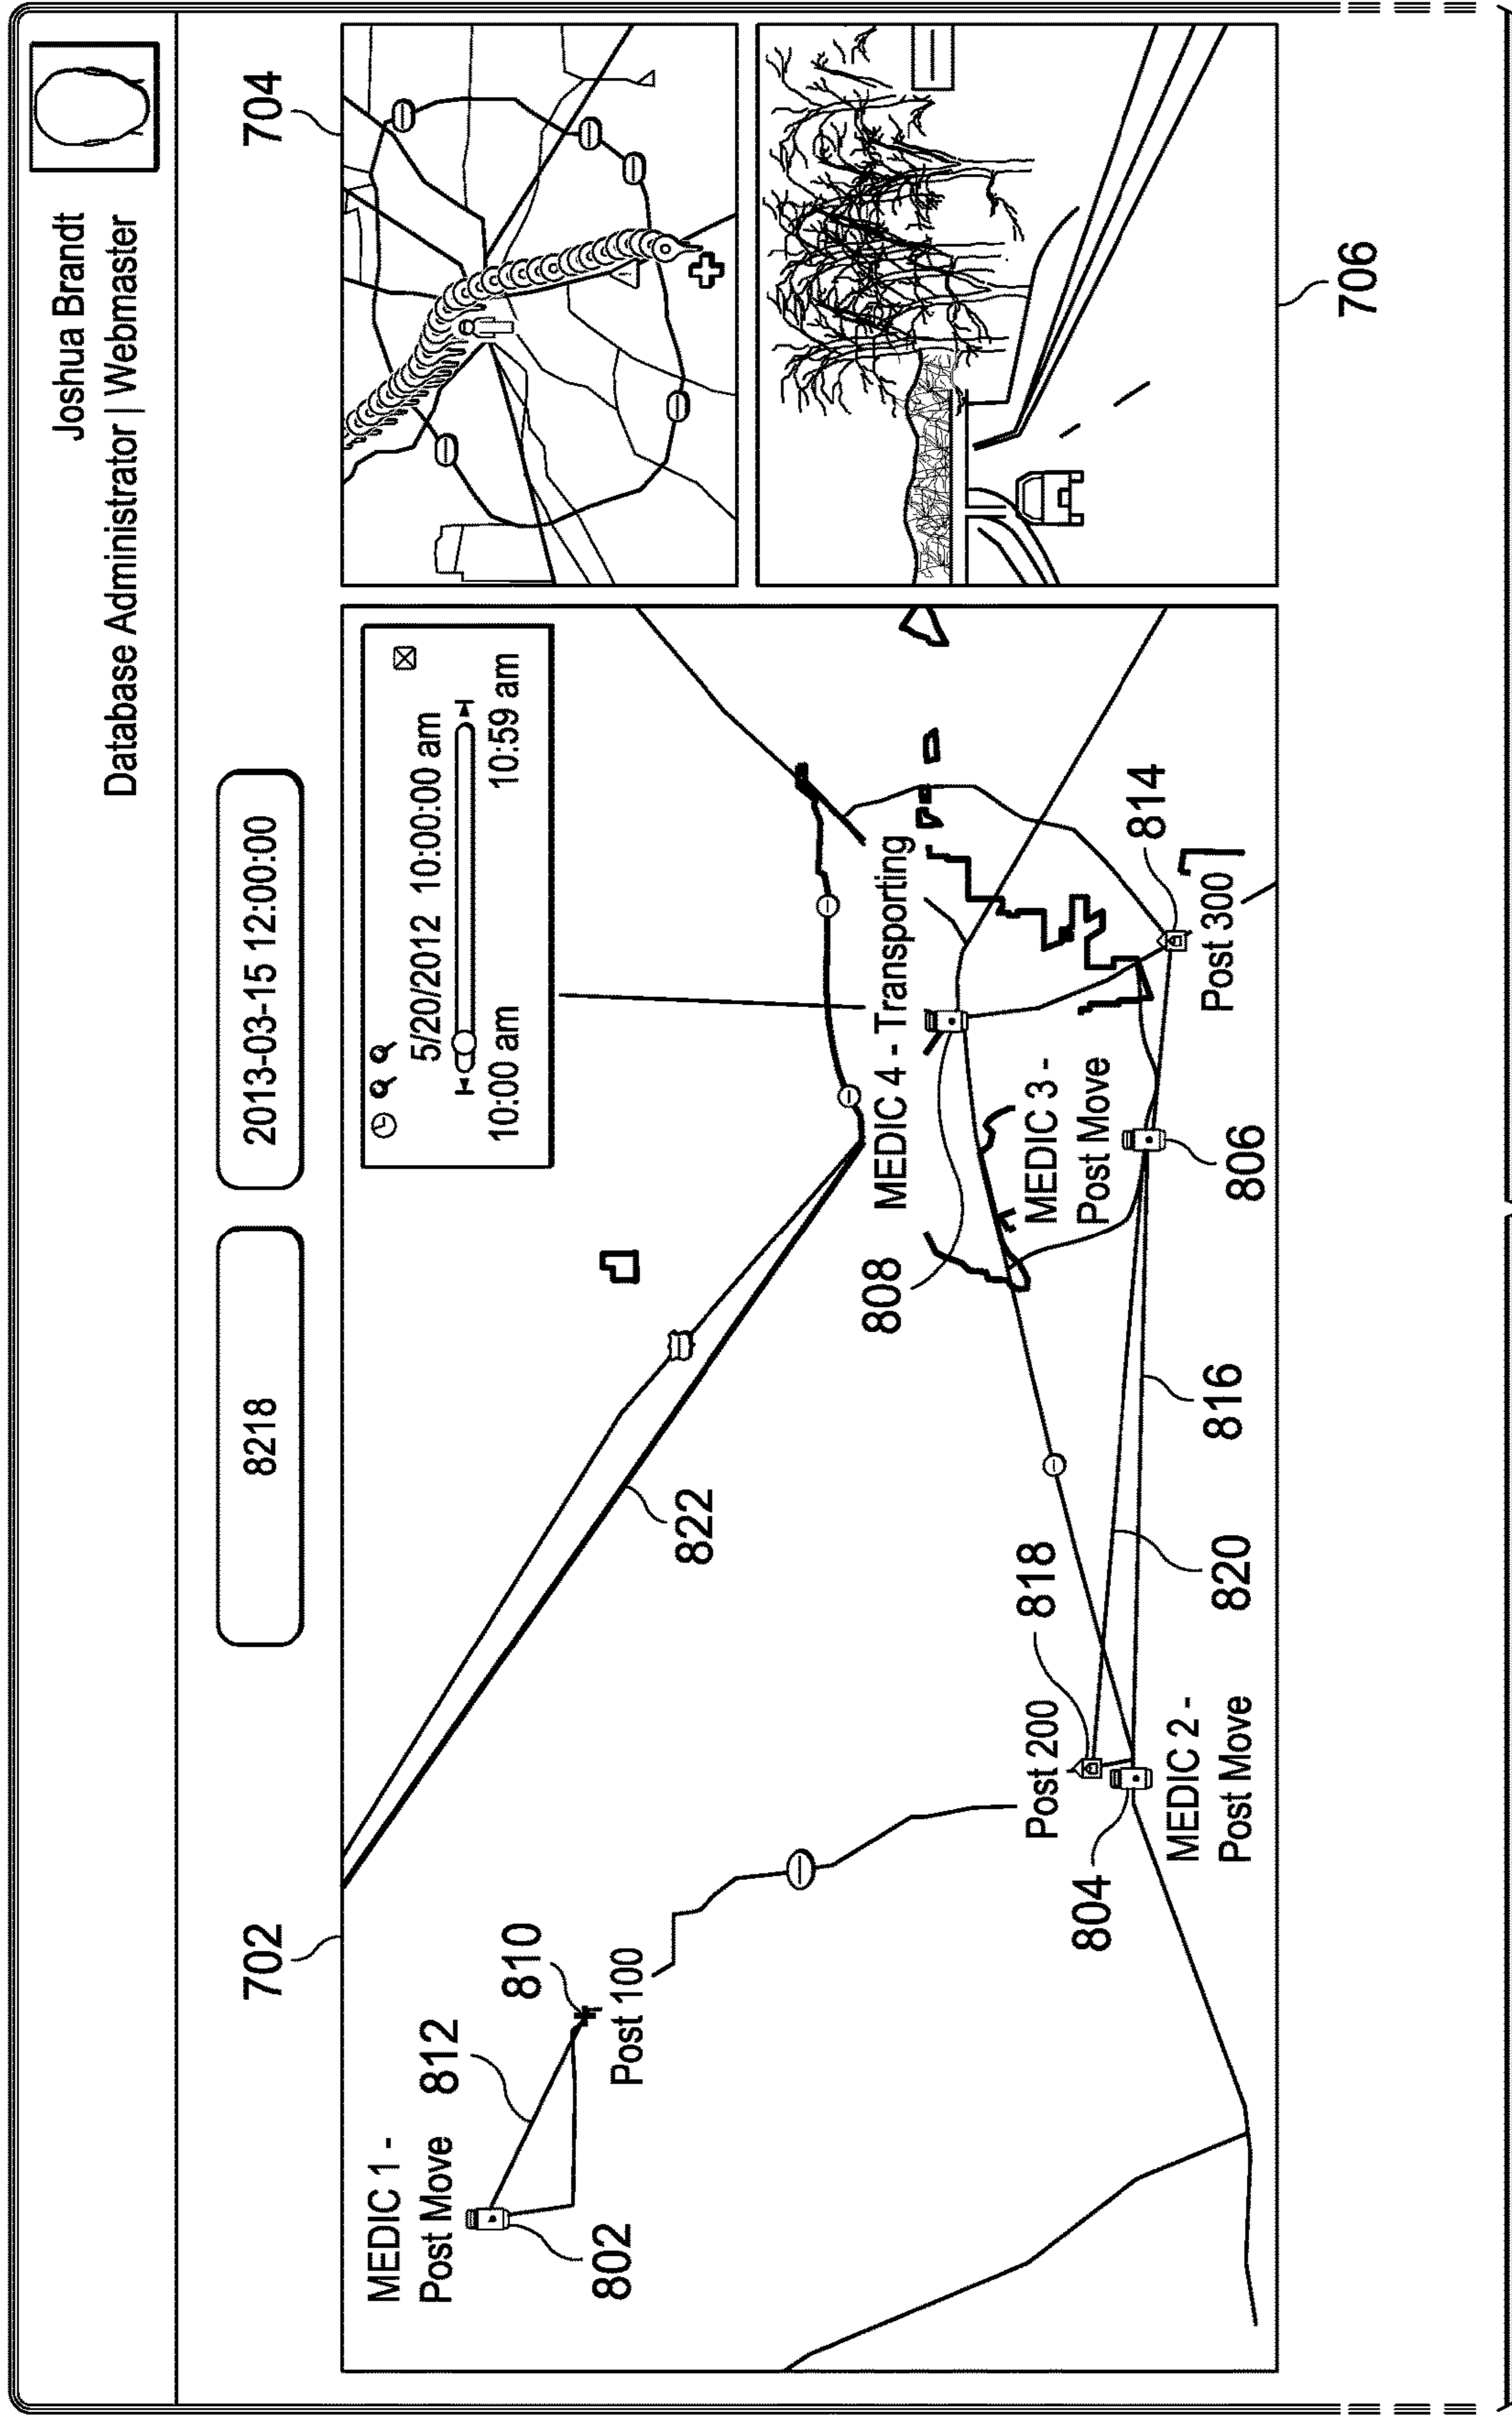 Joshua Brandt
Database Administrator | Webmaster
8218
2013-03-15 12:00:00
702
704
5/20/2012 10:00:00 am
10:00 am
10:59 am
MEDIC 1 -
Post Move
812
810
802
Post 100
822
MEDIC 4 - Transporting
808
MEDIC 3 -
Post Move
818
Post 200
804
MEDIC 2 -
Post Move
820
816
806
814
Post 300
706